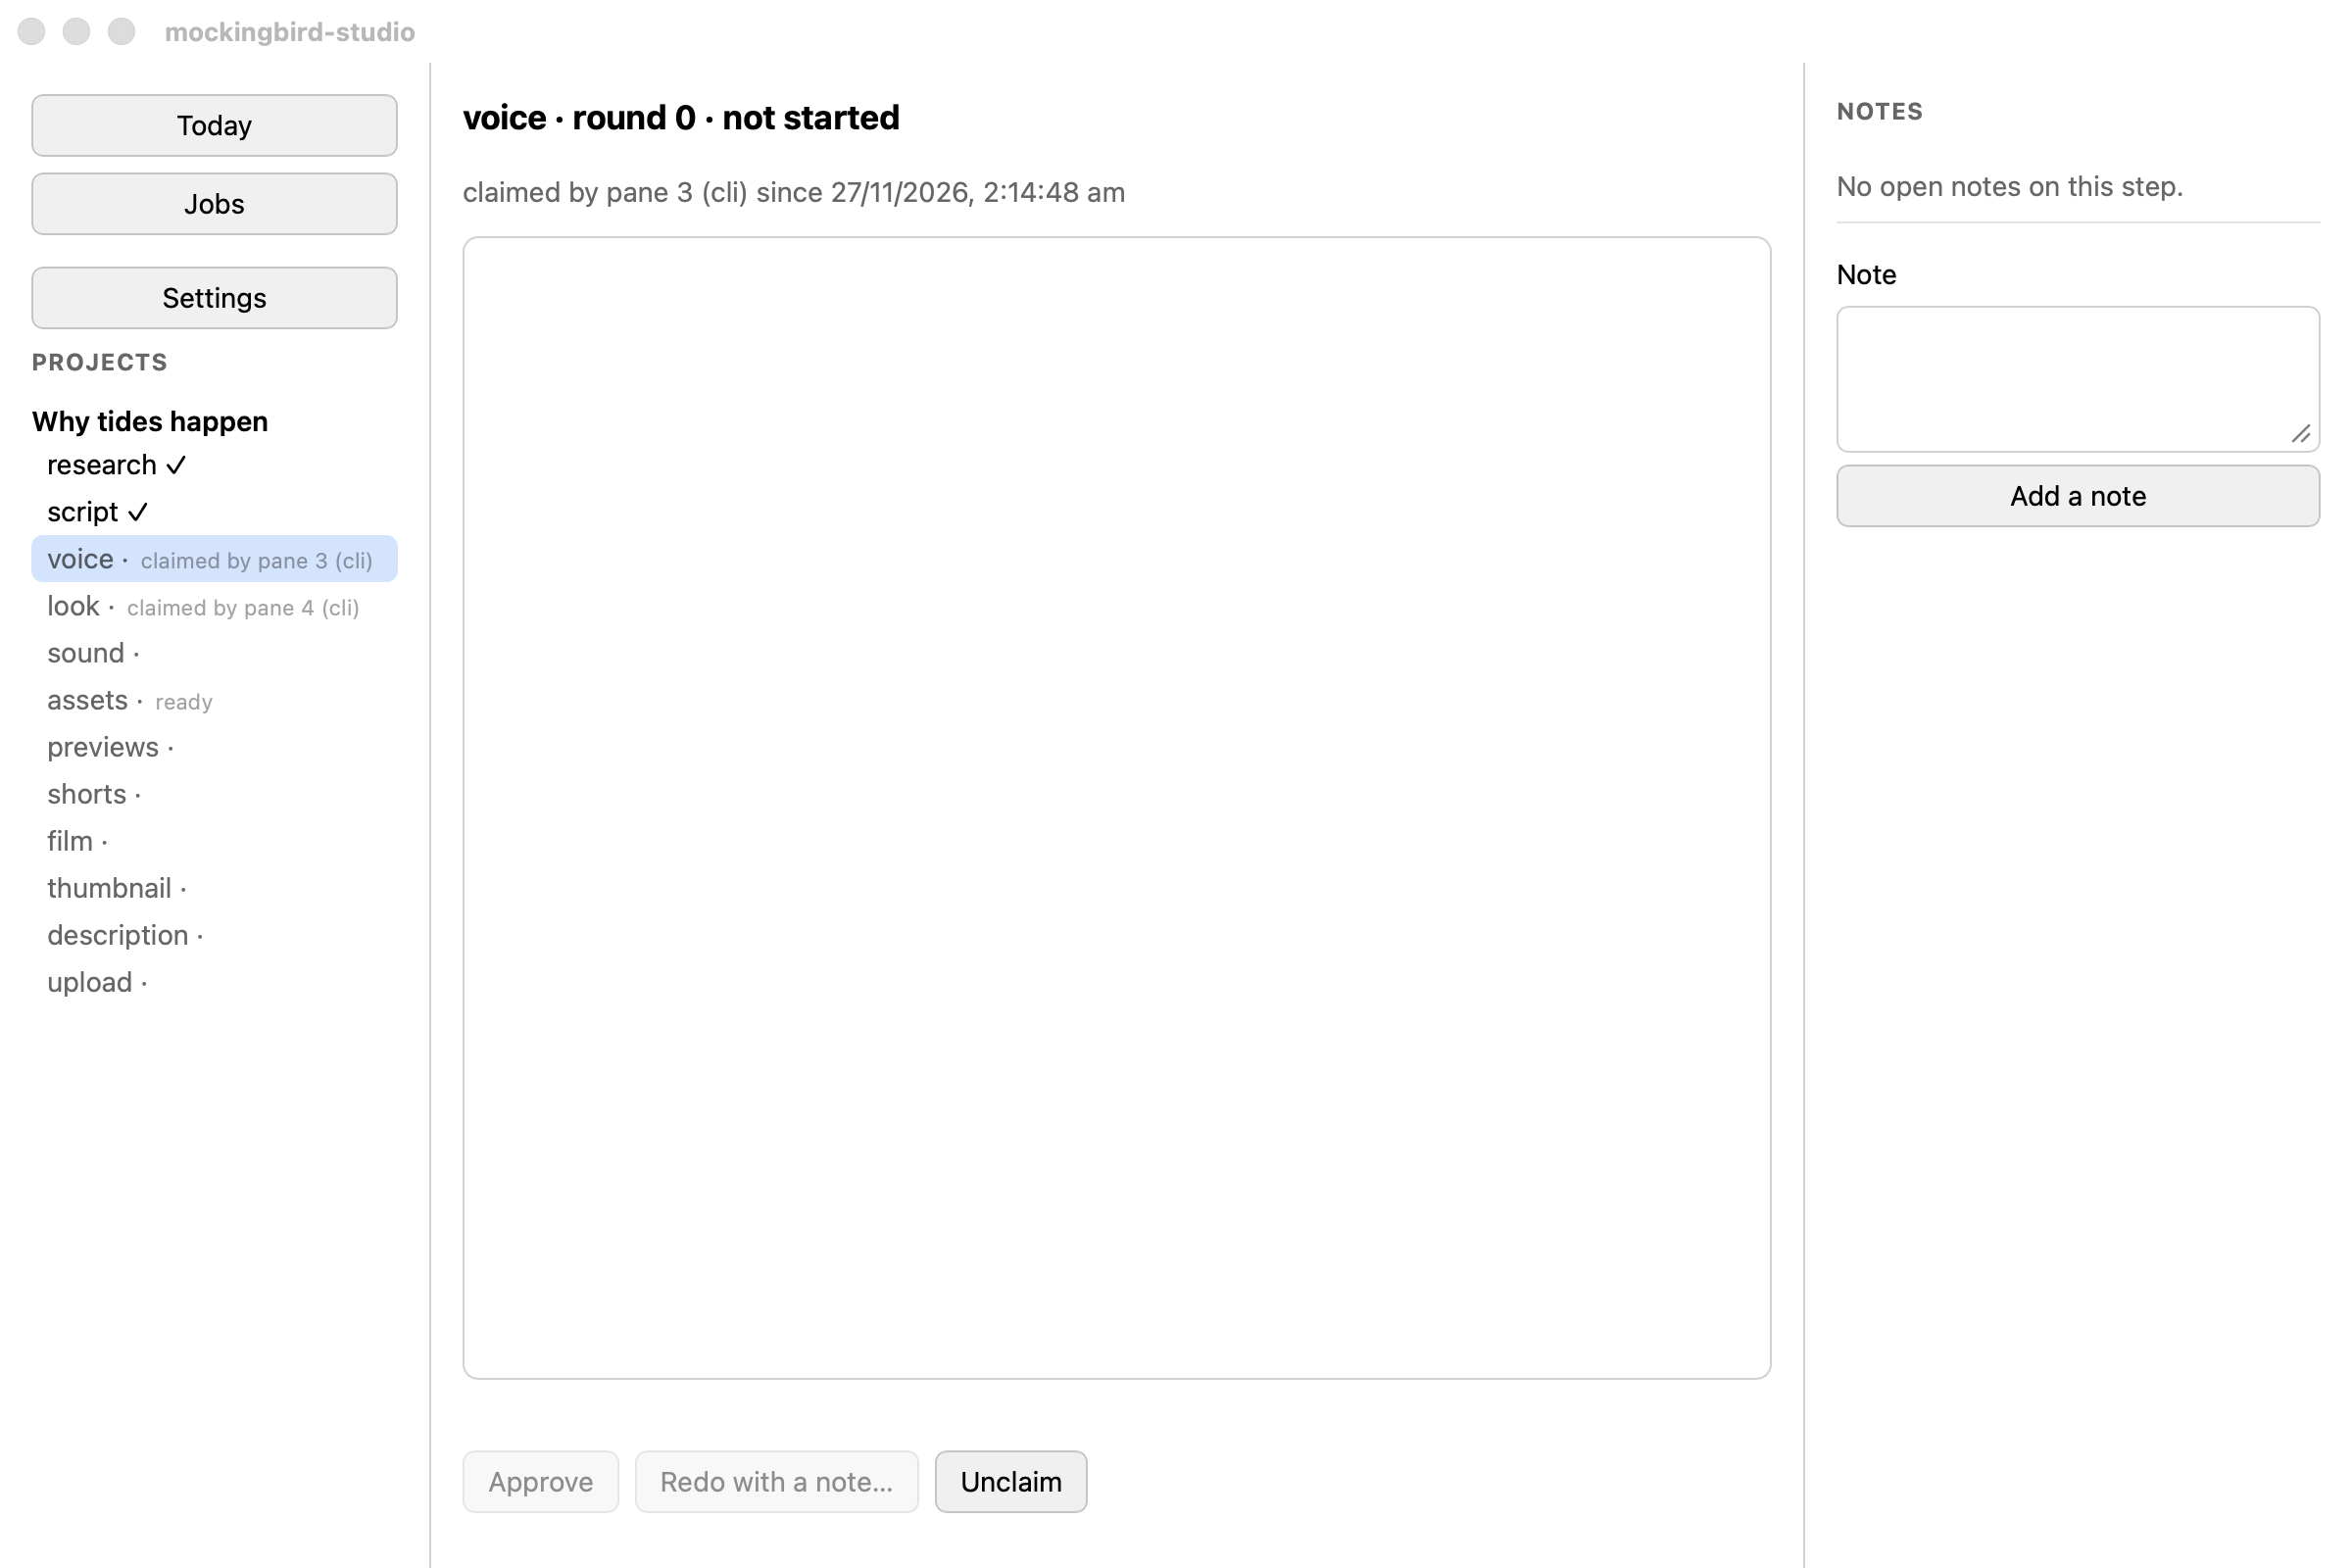 mockingbird-studio
Today
Jobs
Settings
PROJECTS
Why tides happen
research ✓
script ✓
voice · claimed by pane 3 (cli)
look · claimed by pane 4 (cli)
sound ·
assets · ready
previews ·
shorts ·
film ·
thumbnail ·
description ·
upload ·
voice · round 0 · not started
claimed by pane 3 (cli) since 27/11/2026, 2:14:48 am
Approve
Redo with a note...
Unclaim
NOTES
No open notes on this step.
Note
Add a note